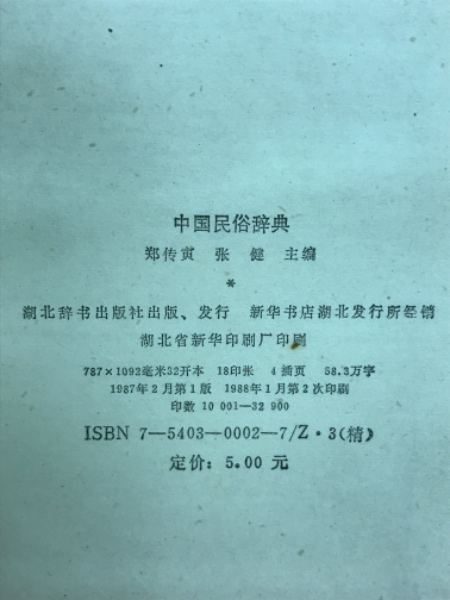 中国民俗辞典
郑传寅 张健 主编
*
湖北辞书出版社出版、发行 新华书店湖北发行所经销
湖北省新华印刷厂印刷
787×1092毫米32开本 18印张 4插页 58.3万字
1987年2月第1版 1988年1月第2次印刷
印数 10 001—32 900
ISBN 7—5403—0002—7/Z·3(精)
定价: 5.00 元